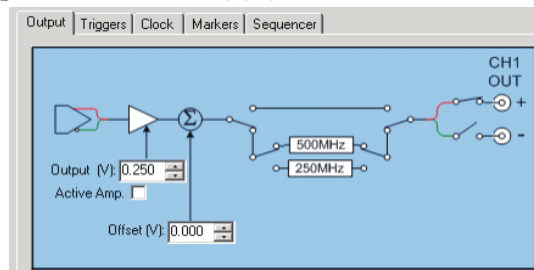 Output Triggers Clock Markers Sequencer
CH1
OUT
+
Σ
500MHz
-
250MHz
Output (V): 0.250
Active Amp.
Offset (V): 0.000